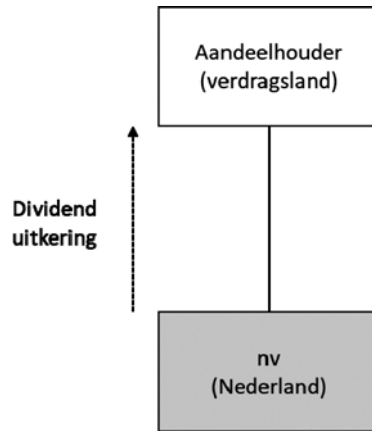 Aandeelhouder
(verdragsland)
Dividend
uitkering
nv
(Nederland)